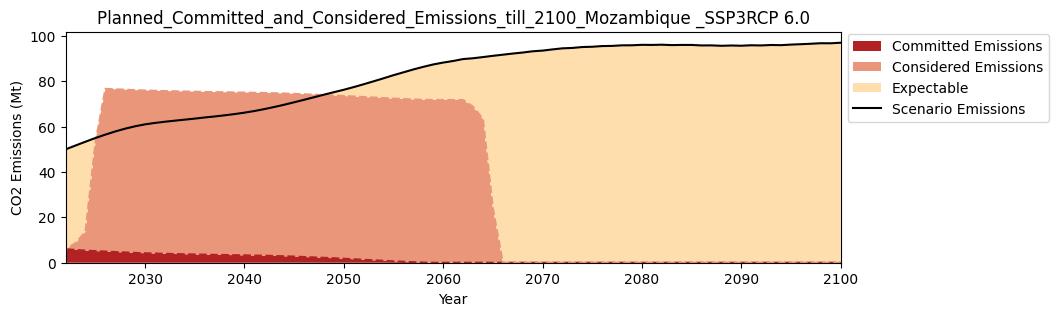 Planned_Committed_and_Considered_Emissions_till_2100_Mozambique _SSP3RCP 6.0
100
80
60
40
20
0
CO2 Emissions (Mt)
2030
2040
2050
2060
2070
2080
2090
2100
Year
Committed Emissions
Considered Emissions
Expectable
Scenario Emissions